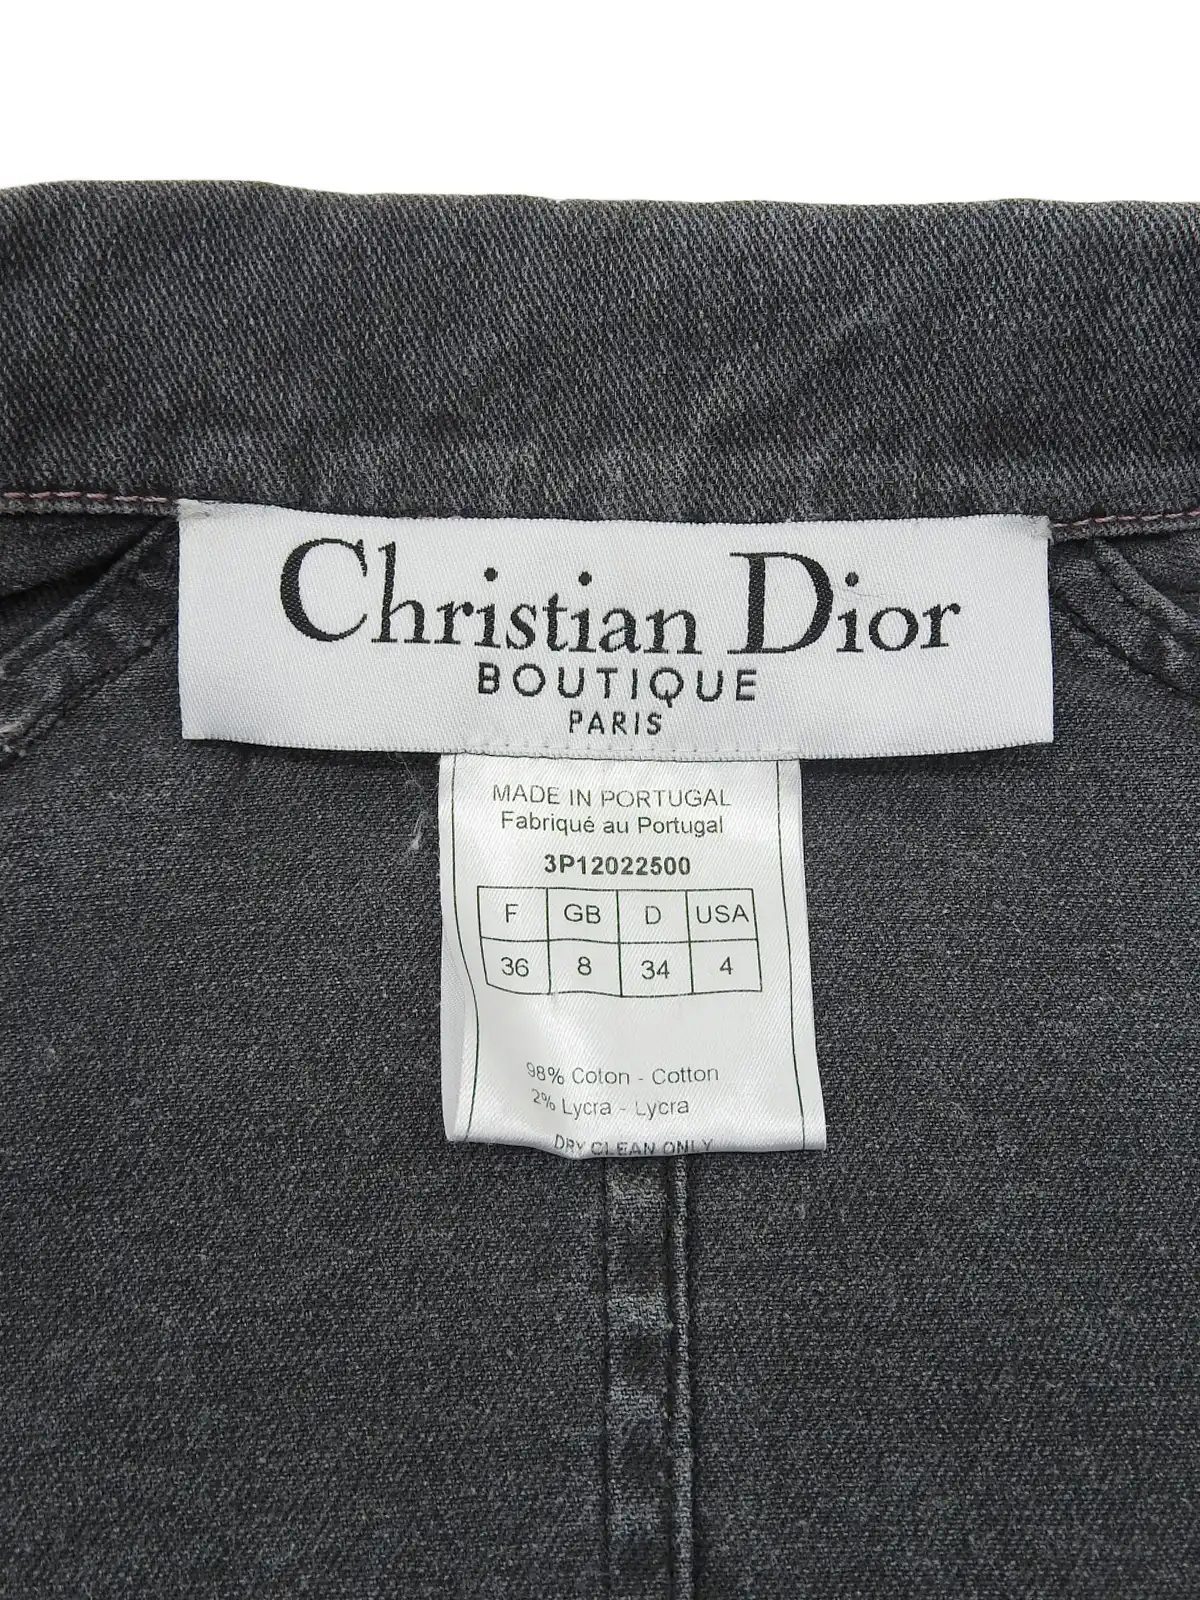 Christian Dior
BOUTIQUE
PARIS
MADE IN PORTUGAL
Fabriqué au Portugal
3P12022500
F GB D USA
36 8 34 4
98% Coton - Cotton
2% Lycra - Lycra
DRY CLEAN ONLY